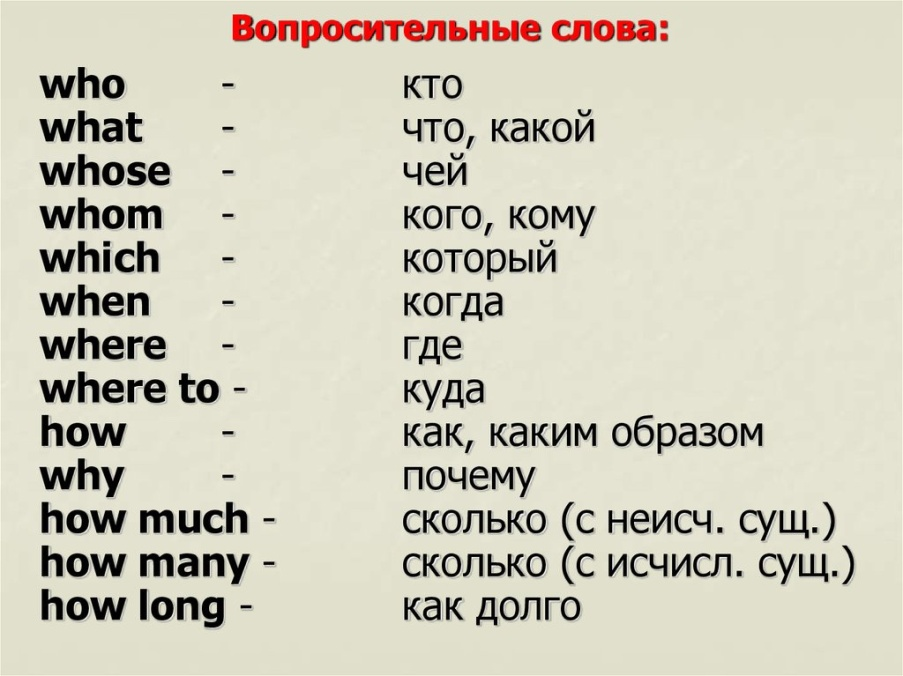 Вопросительные слова:
who - кто
what - что, какой
whose - чей
whom - кого, кому
which - который
when - когда
where - где
where to - куда
how - как, каким образом
why - почему
how much - сколько (с неисч. сущ.)
how many - сколько (с исчисл. сущ.)
how long - как долго